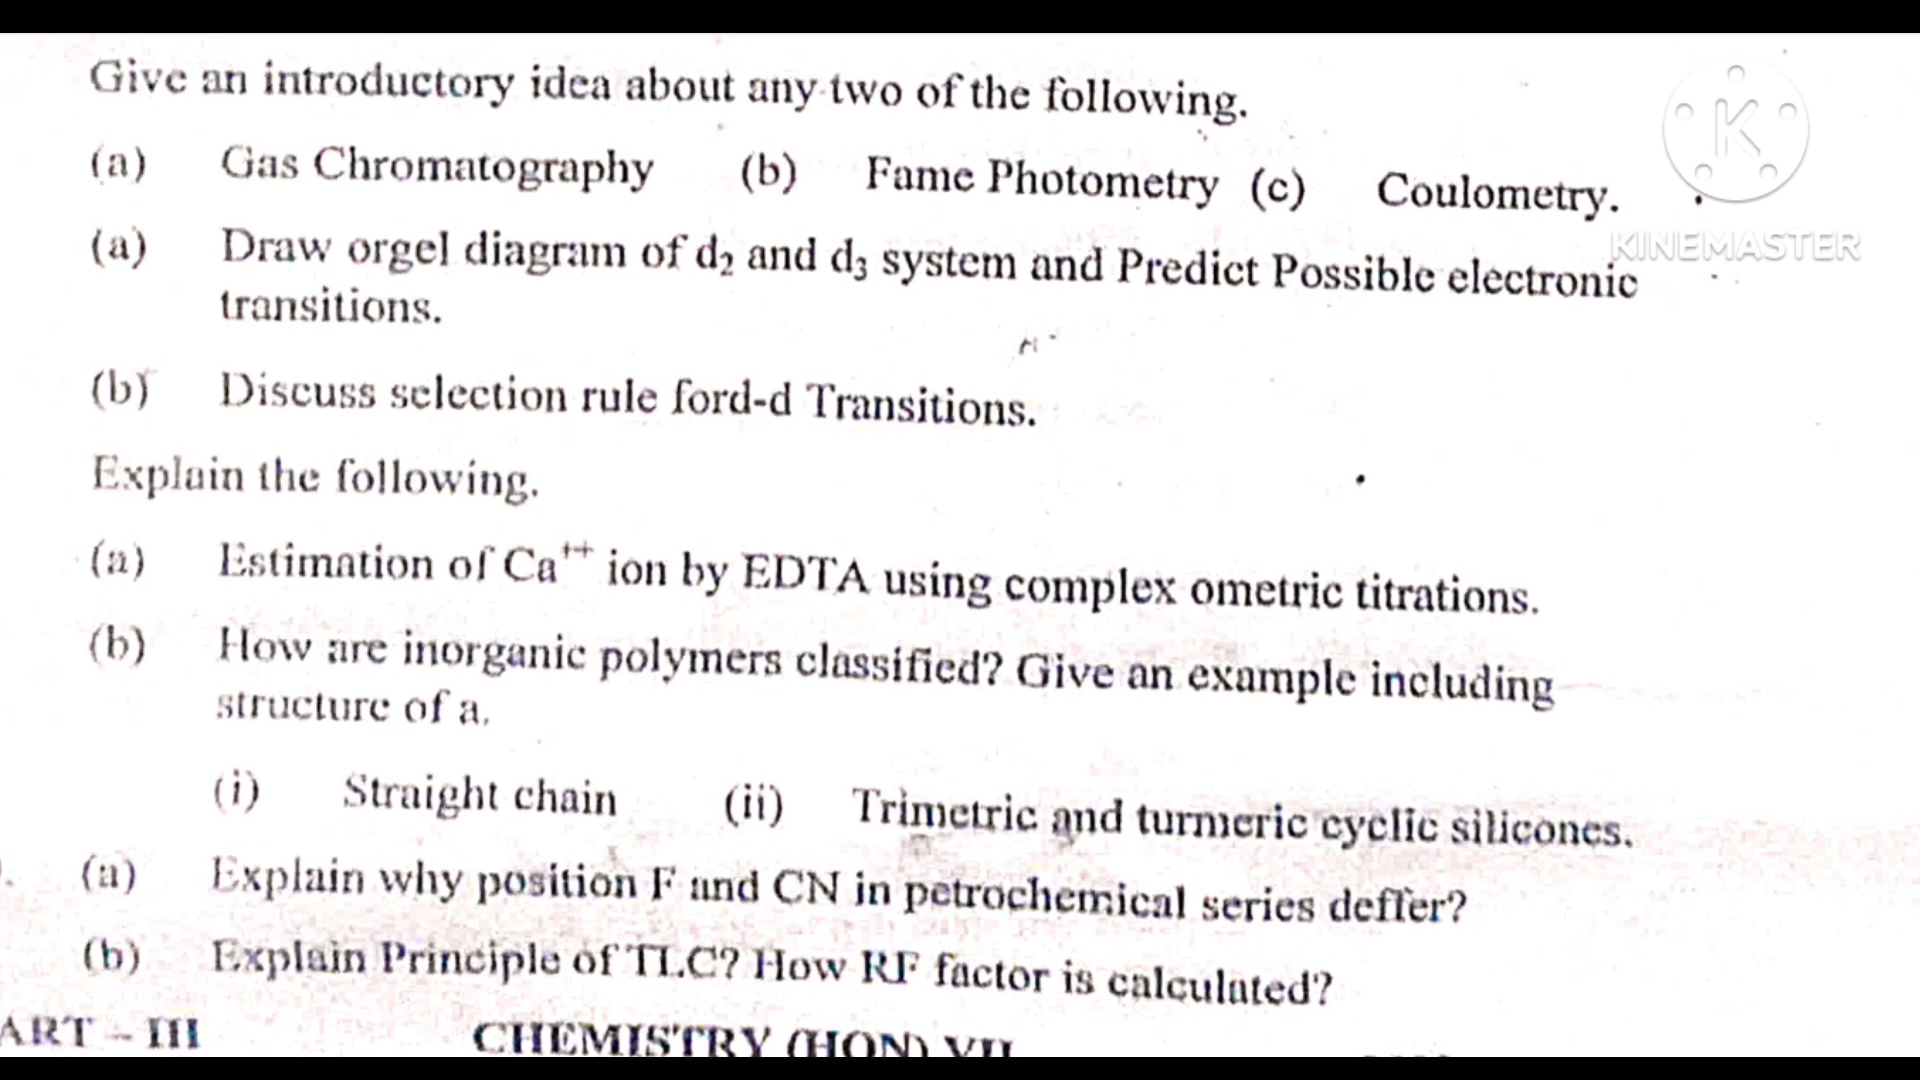 Give an introductory idea about any two of the following.
(a) Gas Chromatography (b) Fame Photometry (c) Coulometry.
(a) Draw orgel diagram of d₂ and d₃ system and Predict Possible electronic
transitions.
(b) Discuss selection rule ford-d Transitions.
Explain the following.
(a) Estimation of Ca⁺⁺ ion by EDTA using complex ometric titrations.
(b) How are inorganic polymers classified? Give an example including
structure of a.
(i) Straight chain (ii) Trimetric and turmeric cyclic silicones.
(a) Explain why position F and CN in petrochemical series deffer?
(b) Explain Principle of TLC? How RF factor is calculated?
ART – III CHEMISTRY (HON) VII
K
KINEMASTER